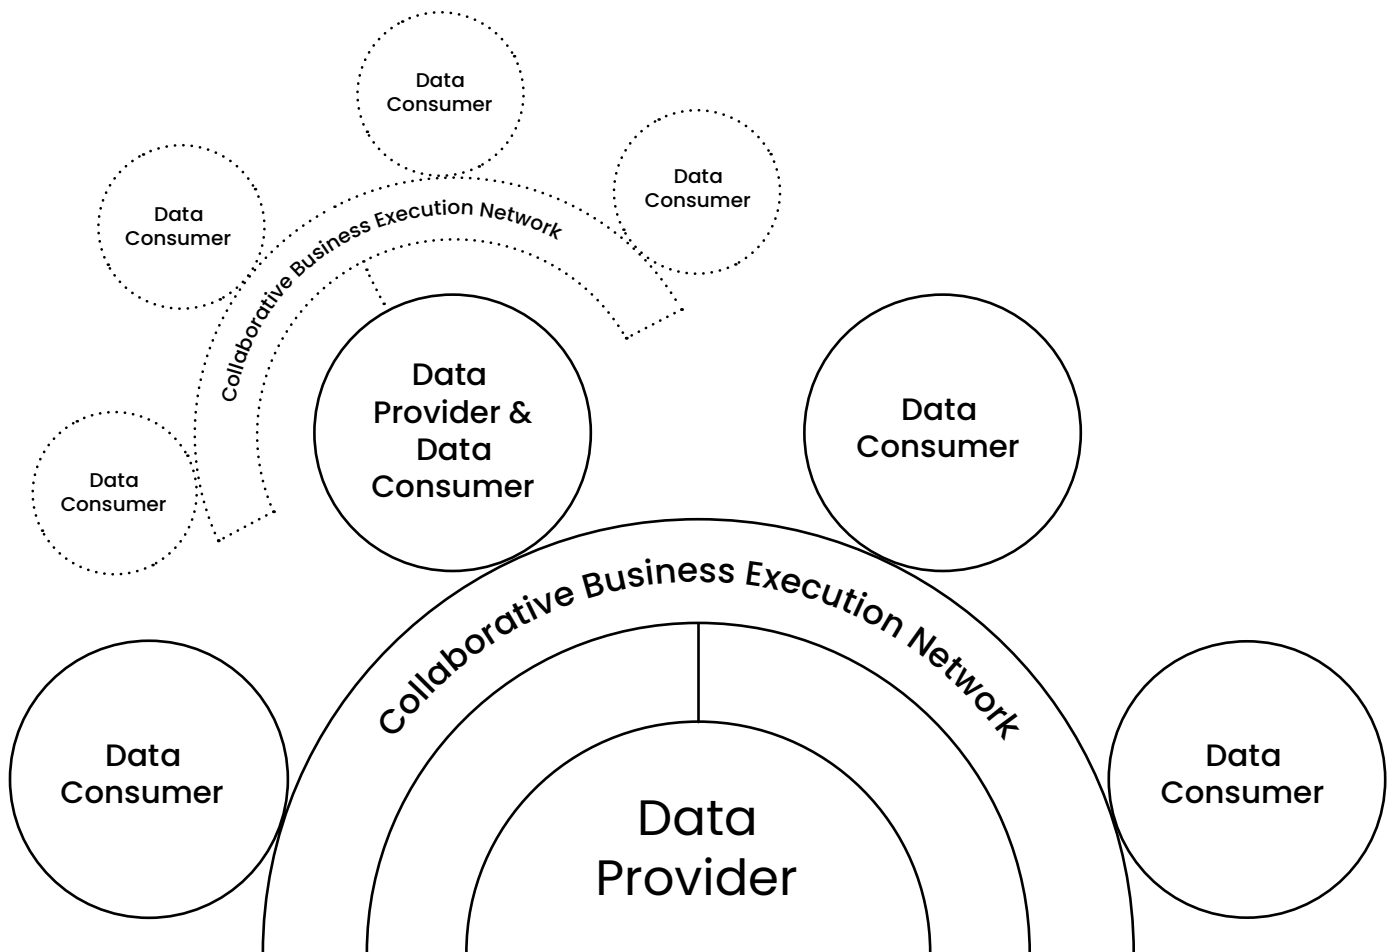 Data
Consumer
Data
Consumer
Data
Consumer
Collaborative Business Execution Network
Data
Consumer
Data
Provider &
Data
Consumer
Data
Consumer
Collaborative Business Execution Network
Data
Consumer
Data
Consumer
Data
Provider